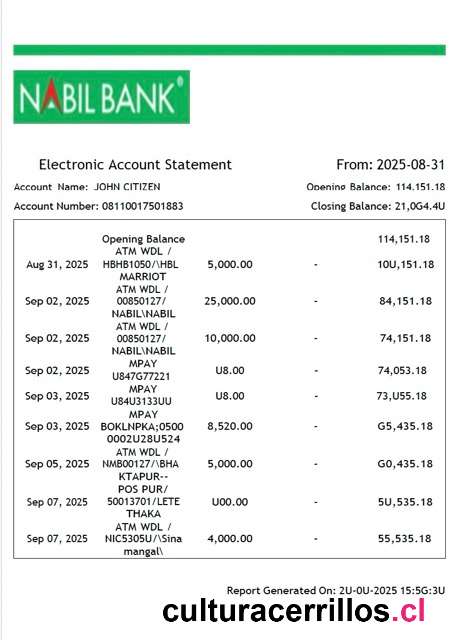 NABIL BANK®
Electronic Account Statement From: 2025-08-31
Account Name: JOHN CITIZEN Opening Balance: 114,151.18
Account Number: 08110017501883 Closing Balance: 21,0G4.4U
Opening Balance 114,151.18
ATM WDL /
Aug 31, 2025 HBHB1050/\HBL 5,000.00 - 10U,151.18
MARRIOT
ATM WDL /
Sep 02, 2025 00850127/ 25,000.00 - 84,151.18
NABIL\NABIL
ATM WDL /
Sep 02, 2025 00850127/ 10,000.00 - 74,151.18
NABIL\NABIL
MPAY
Sep 02, 2025 U847G77221 U8.00 - 74,053.18
MPAY
Sep 03, 2025 U84U3133UU U8.00 - 73,U55.18
MPAY
Sep 03, 2025 BOKLNPKA;0500 8,520.00 - G5,435.18
0002U28U524
ATM WDL /
Sep 05, 2025 NMB00127/\BHA 5,000.00 - G0,435.18
KTAPUR--
POS PUR/
Sep 07, 2025 50013701/LETE U00.00 - 5U,535.18
THAKA
ATM WDL /
Sep 07, 2025 NIC5305U/\Sina 4,000.00 - 55,535.18
mangal\
Report Generated On: 2U-0U-2025 15:5G:3U
culturacerrillos.cl